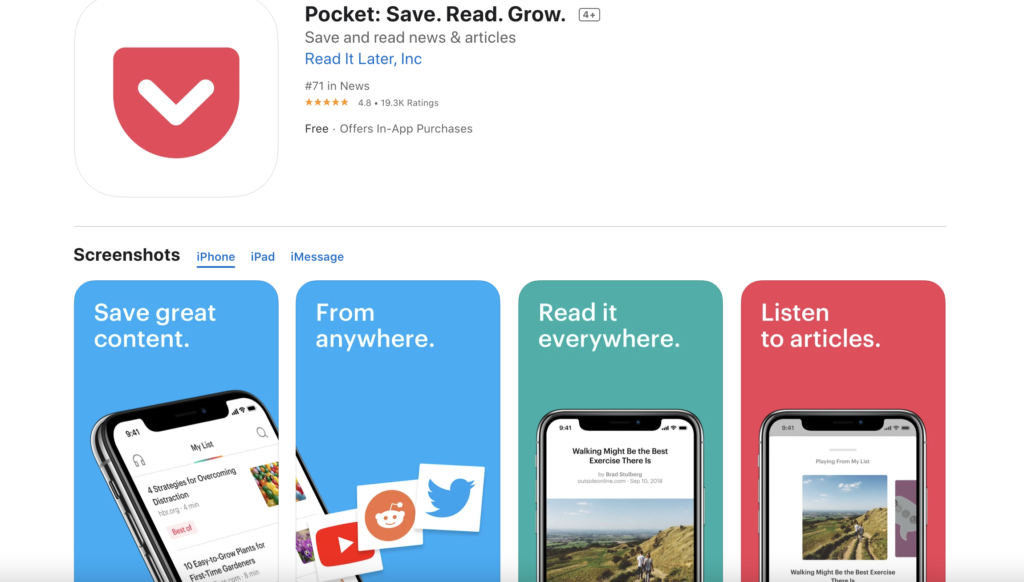 Pocket: Save. Read. Grow. 4+
Save and read news & articles
Read It Later, Inc
#71 in News
4.8 • 19.3K Ratings
Free · Offers In-App Purchases
Screenshots iPhone iPad iMessage
Save great
content.
9:41
My List
4 Strategies for Overcoming
Distraction
hbr.org · 4 min
Best of
10 Easy-to-Grow Plants for
First-Time Gardeners
.com · 8 min
From
anywhere.
Read it
everywhere.
9:41
Walking Might Be the Best
Exercise There Is
by Brad Stulberg
outsideonline.com · Sep 10, 2018
Listen
to articles.
9:41
Playing From My List
Walking Might Be the Best Exercise
There Is